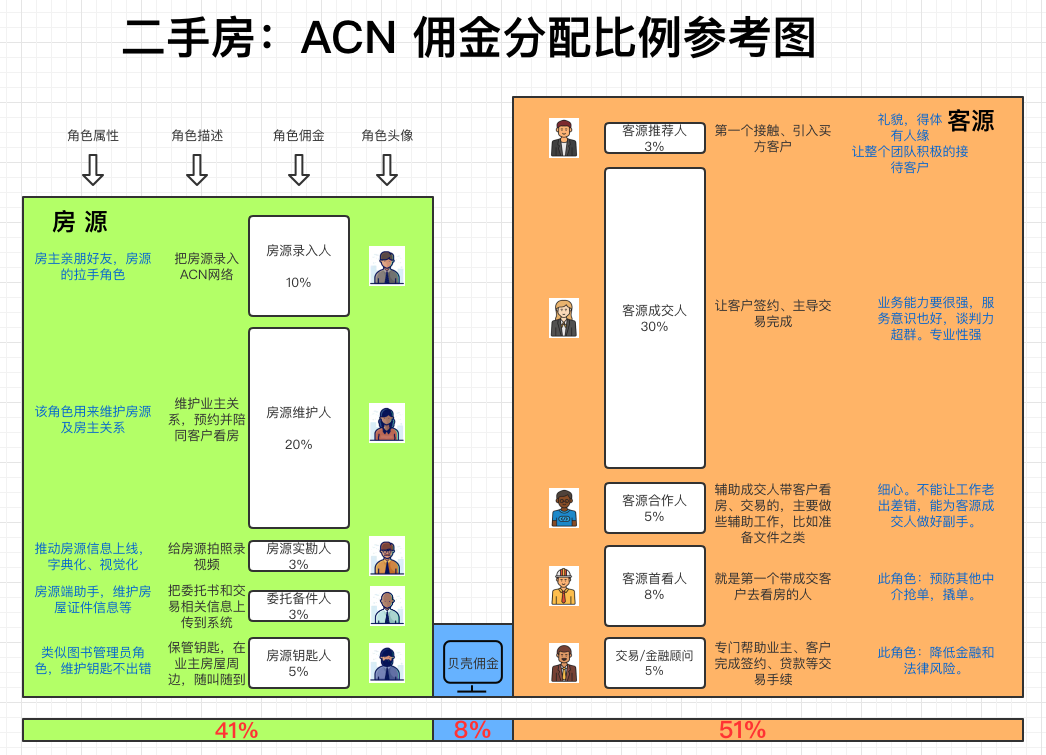 二手房：ACN 佣金分配比例参考图
角色属性
角色描述
角色佣金
角色头像
房 源
房主亲朋好友，房源
的拉手角色
把房源录入
ACN网络
房源录入人
10%
该角色用来维护房源
及房主关系
维护业主关
系，预约并陪
同客户看房
房源维护人
20%
推动房源信息上线，
字典化、视觉化
给房源拍照录
视频
房源实勘人
3%
房源端助手，维护房
屋证件信息等
把委托书和交
易相关信息上
传到系统
委托备件人
3%
类似图书管理员角
色，维护钥匙不出错
保管钥匙，在
业主房屋周
边，随叫随到
房源钥匙人
5%
贝壳佣金
客源
客源推荐人
3%
第一个接触、引入买
方客户
礼貌，得体
有人缘
让整个团队积极的接
待客户
客源成交人
30%
让客户签约、主导交
易完成
业务能力要很强，服
务意识也好，谈判力
超群。专业性强
客源合作人
5%
辅助成交人带客户看
房、交易的，主要做
些辅助工作，比如准
备文件之类
细心。不能让工作老
出差错，能为客源成
交人做好副手。
客源首看人
8%
就是第一个带成交客
户去看房的人
此角色：预防其他中
介抢单，撬单。
交易/金融顾问
5%
专门帮助业主、客户
完成签约、贷款等交
易手续
此角色：降低金融和
法律风险。
41%
8%
51%